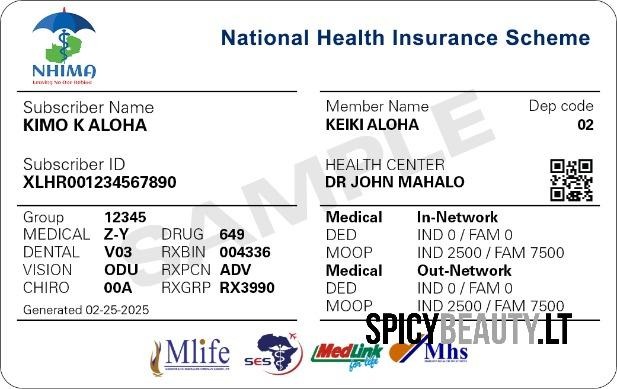 National Health Insurance Scheme
NHIMA
Leaving No One Behind
Subscriber Name
KIMO K ALOHA
Member Name Dep code
KEIKI ALOHA 02
Subscriber ID
XLHR001234567890
HEALTH CENTER
DR JOHN MAHALO
SAMPLE
Group 12345
MEDICAL Z-Y DRUG 649
DENTAL V03 RXBIN 004336
VISION ODU RXPCN ADV
CHIRO 00A RXGRP RX3990
Generated 02-25-2025
Medical In-Network
DED IND 0 / FAM 0
MOOP IND 2500 / FAM 7500
Medical Out-Network
DED IND 0 / FAM 0
MOOP IND 2500 / FAM 7500
SPICYBEAUTY.LT
Mlife
SES
MedLink
for life
Mhs